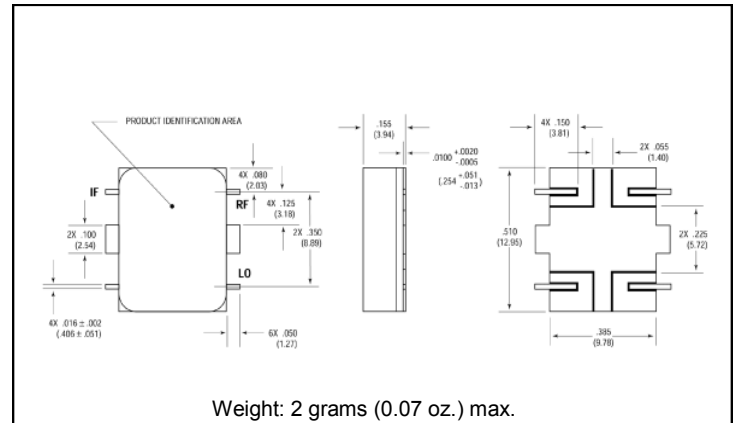 PRODUCT IDENTIFICATION AREA
IF
RF
LO
4X .080
(2.03)
4X .125
(3.18)
2X .100
(2.54)
2X .350
(8.89)
4X .016 ± .002
(.406 ± .051)
6X .050
(1.27)
.155
(3.94)
.0100 +.0020
-.0005
(.254 +.051
-.013)
4X .150
(3.81)
2X .055
(1.40)
.510
(12.95)
2X .225
(5.72)
.385
(9.78)
Weight: 2 grams (0.07 oz.) max.